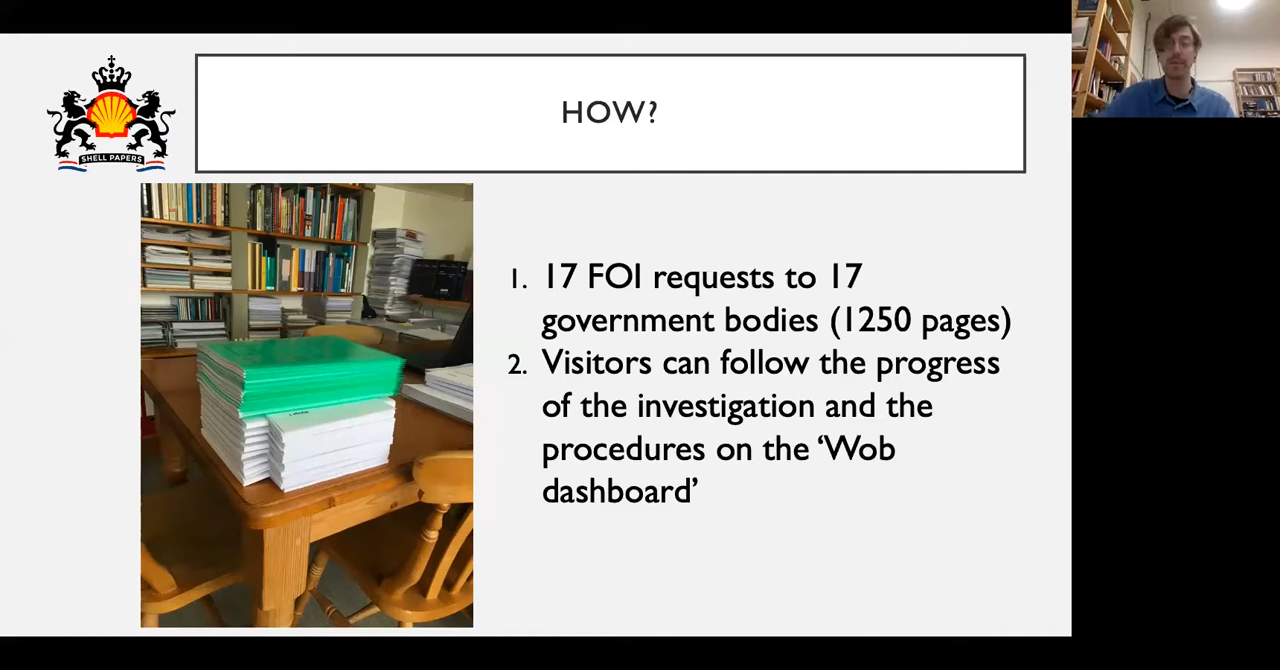 SHELL PAPERS
HOW?
1. 17 FOI requests to 17
government bodies (1250 pages)
2. Visitors can follow the progress
of the investigation and the
procedures on the ‘Wob
dashboard’